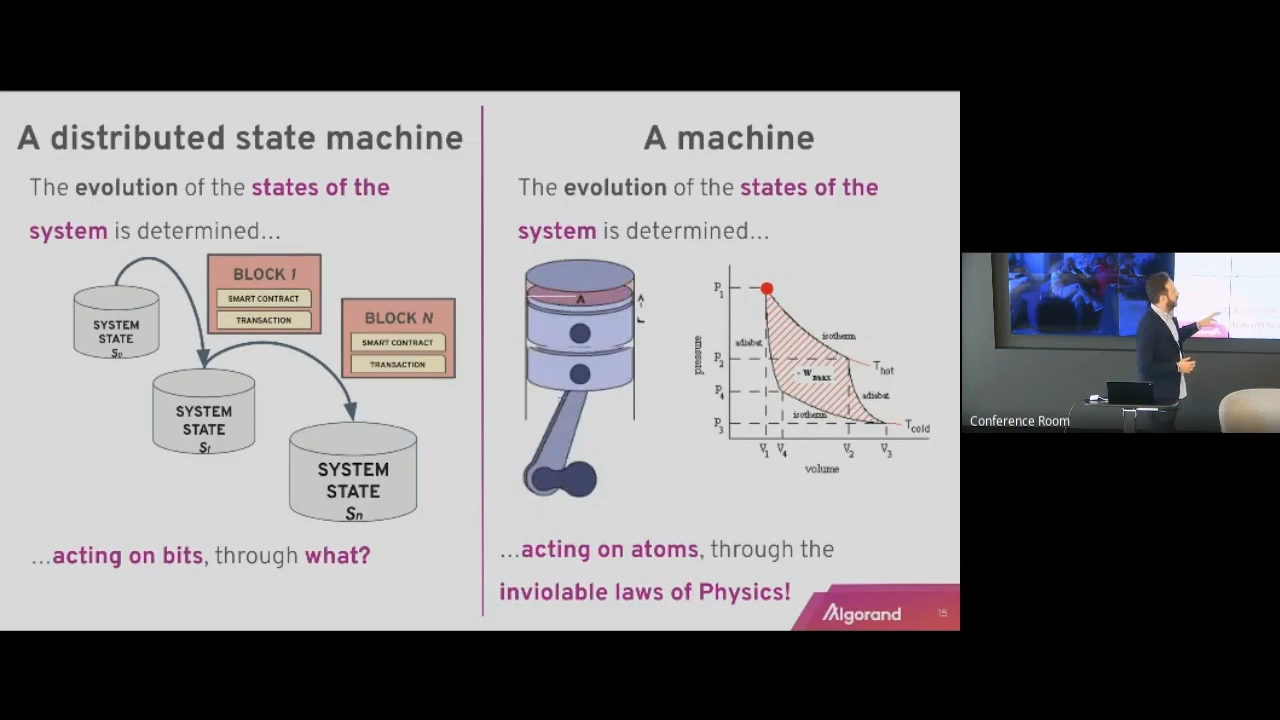 A distributed state machine
The evolution of the states of the
system is determined...
BLOCK 1
SMART CONTRACT
TRANSACTION
BLOCK N
SMART CONTRACT
TRANSACTION
SYSTEM
STATE
S0
SYSTEM
STATE
S1
SYSTEM
STATE
Sn
...acting on bits, through what?
A machine
The evolution of the states of the
system is determined...
A
r
pressure
P1
P2
P4
P3
isotherm
adiabat
Thot
- wmax
adiabat
isotherm
Tcold
V1
V4
V2
V3
volume
...acting on atoms, through the
inviolable laws of Physics!
Algorand
15
Conference Room